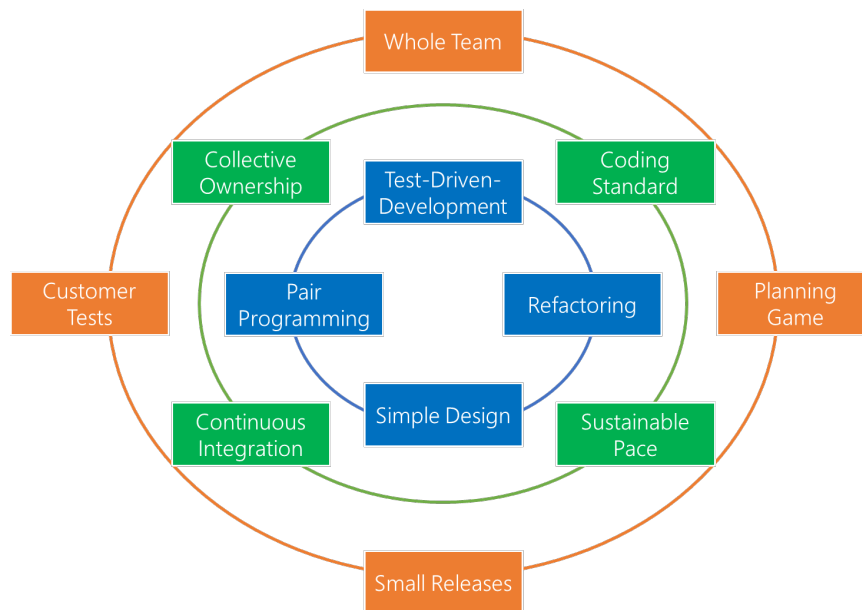 Whole Team
Collective
Ownership
Coding
Standard
Test-Driven-
Development
Customer
Tests
Pair
Programming
Refactoring
Planning
Game
Simple Design
Continuous
Integration
Sustainable
Pace
Small Releases